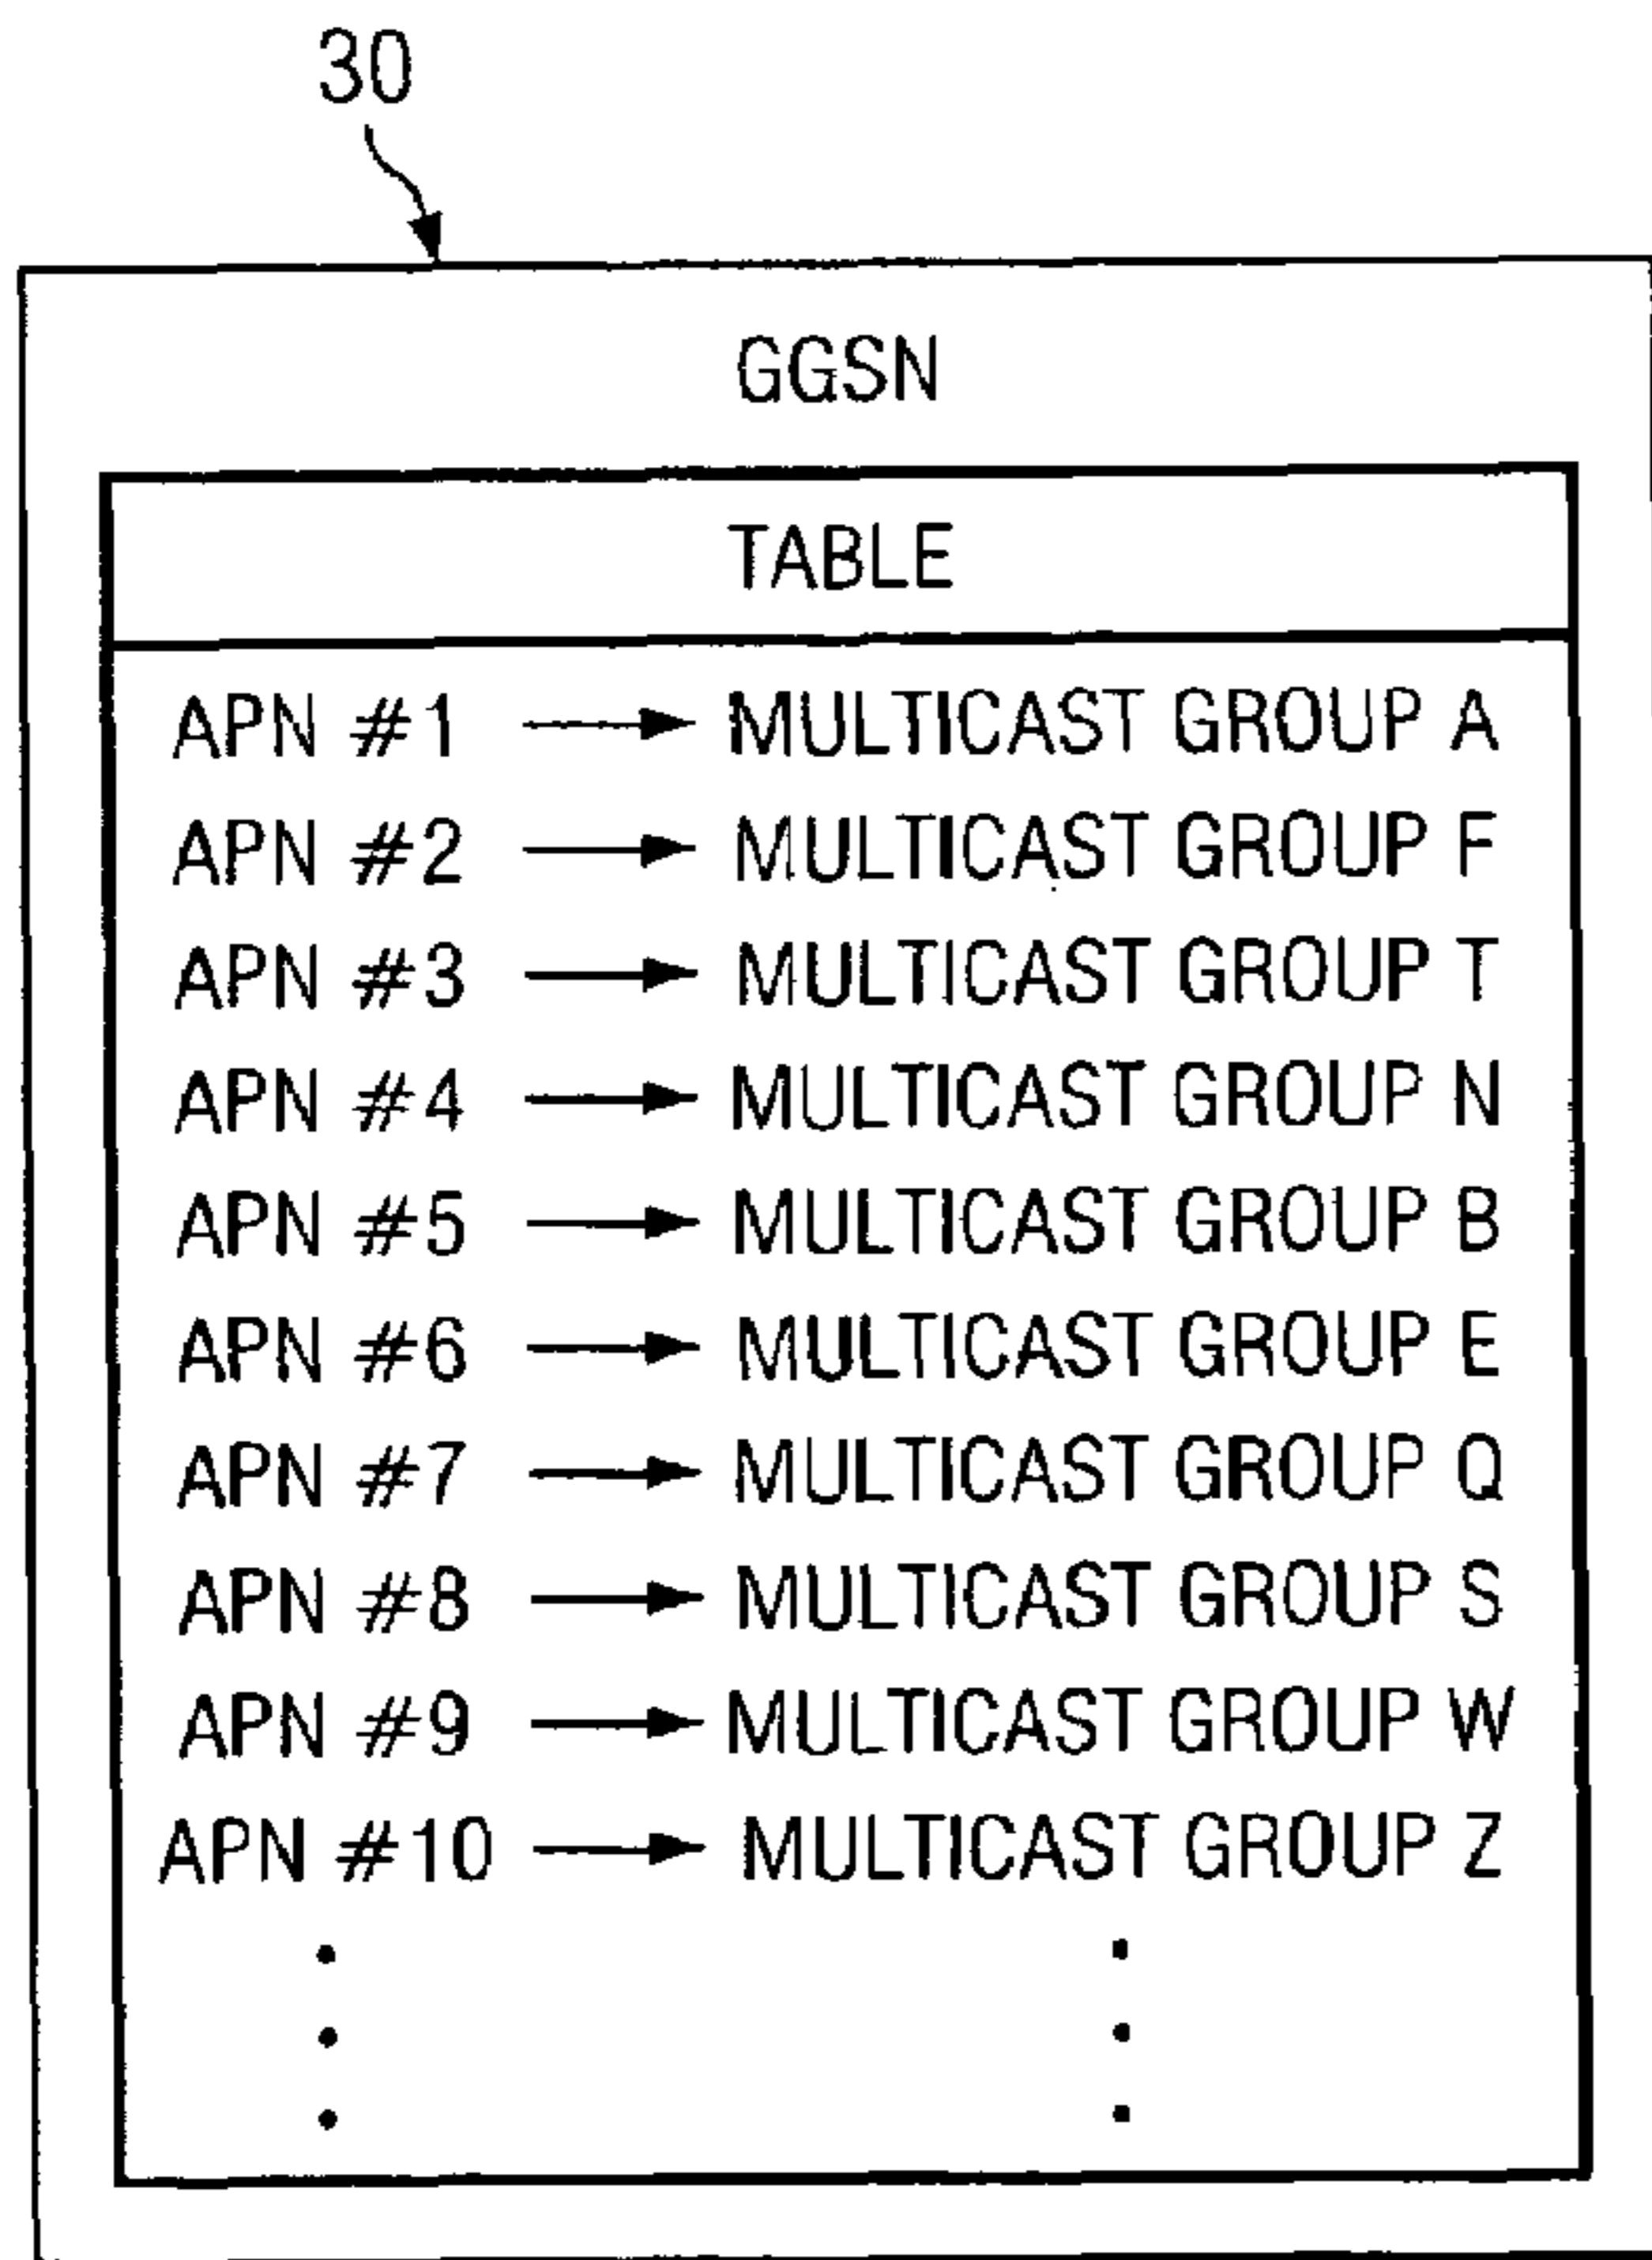 30
GGSN
TABLE
APN #1 → MULTICAST GROUP A
APN #2 → MULTICAST GROUP F
APN #3 → MULTICAST GROUP T
APN #4 → MULTICAST GROUP N
APN #5 → MULTICAST GROUP B
APN #6 → MULTICAST GROUP E
APN #7 → MULTICAST GROUP Q
APN #8 → MULTICAST GROUP S
APN #9 → MULTICAST GROUP W
APN #10 → MULTICAST GROUP Z